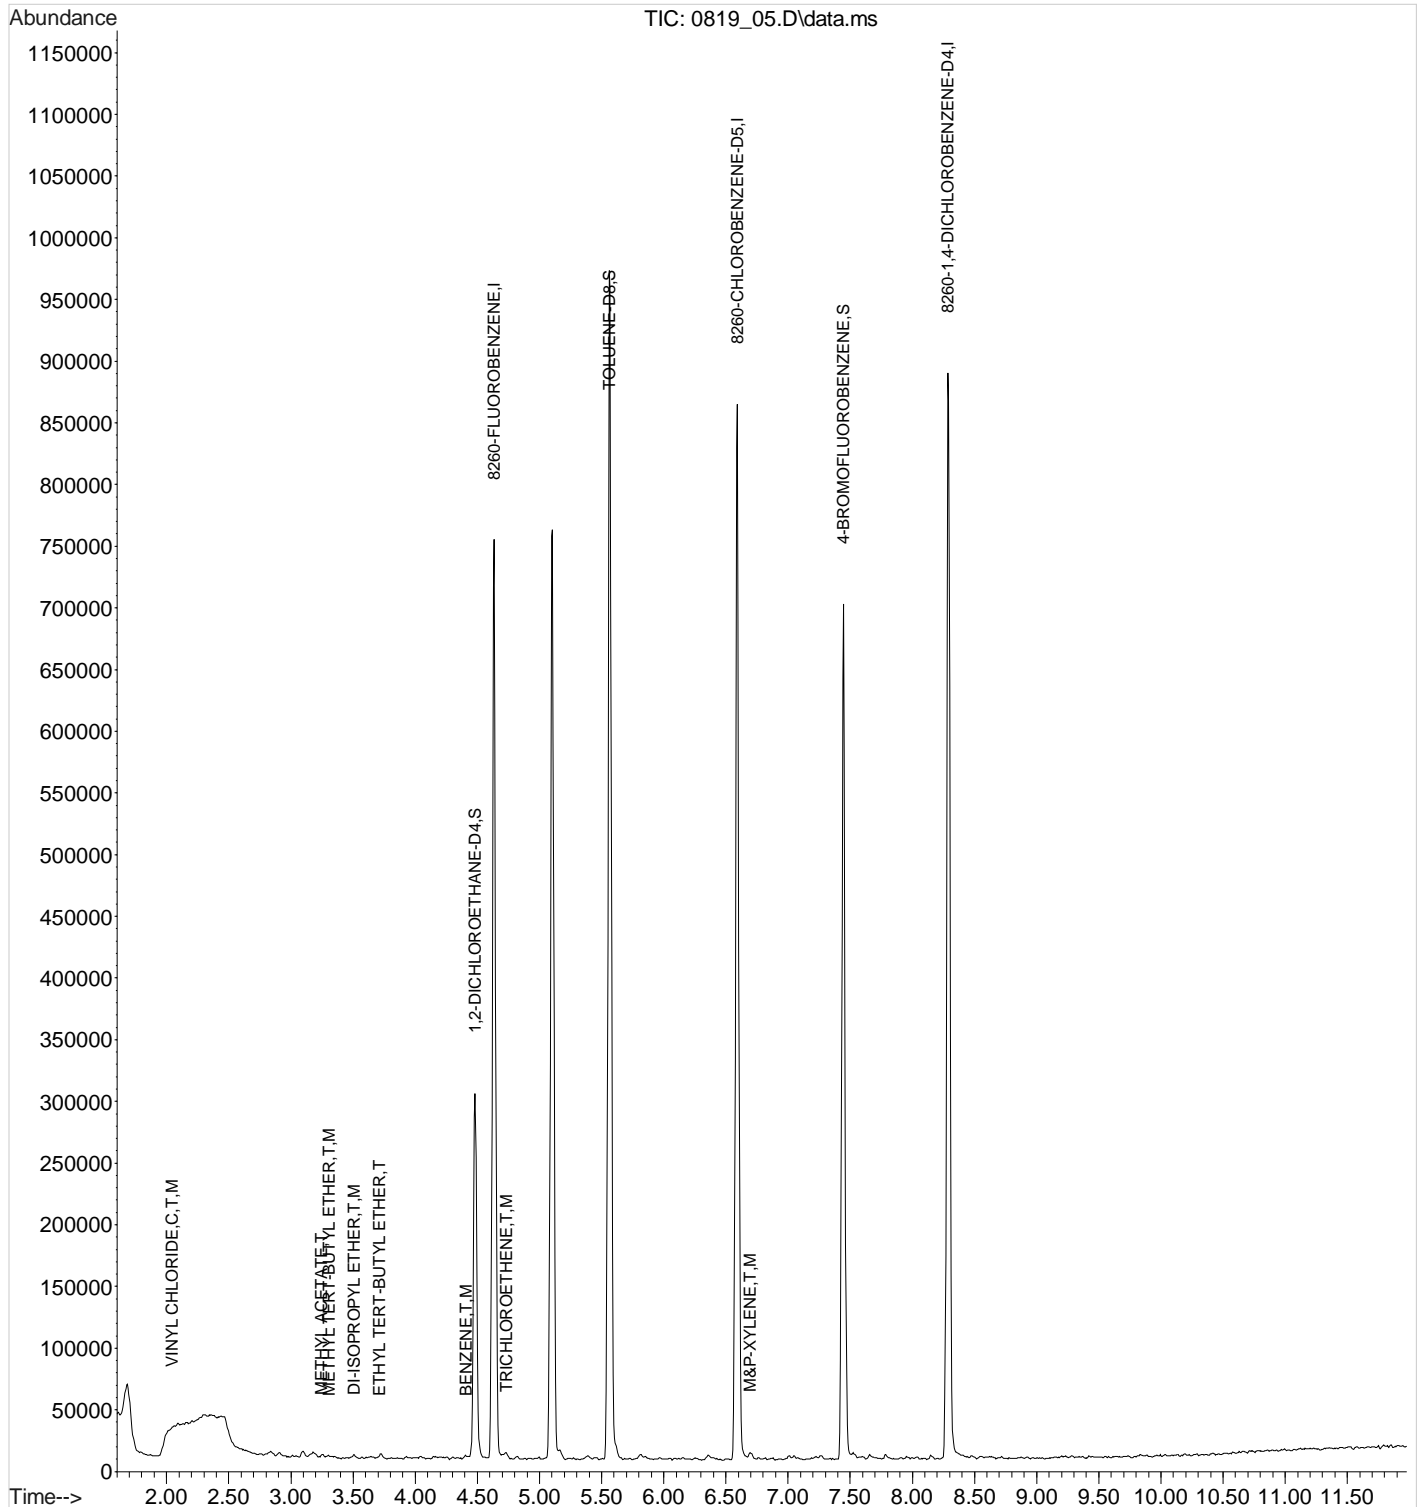 Abundance
TIC: 0819_05.D\data.ms
1150000
1100000
1050000
1000000
950000
900000
850000
800000
750000
700000
650000
600000
550000
500000
450000
400000
350000
300000
250000
200000
150000
100000
50000
0
VINYL CHLORIDE,C,T,M
METHYL ACETATE,T
METHYL TERT-BUTYL ETHER,T,M
DI-ISOPROPYL ETHER,T,M
ETHYL TERT-BUTYL ETHER,T
BENZENE,T,M
1,2-DICHLOROETHANE-D4,S
8260-FLUOROBENZENE,I
TRICHLOROETHENE,T,M
TOLUENE-D8,S
8260-CHLOROBENZENE-D5,I
M&P-XYLENE,T,M
4-BROMOFLUOROBENZENE,S
8260-1,4-DICHLOROBENZENE-D4,I
Time--> 2.00 2.50 3.00 3.50 4.00 4.50 5.00 5.50 6.00 6.50 7.00 7.50 8.00 8.50 9.00 9.50 10.00 10.50 11.00 11.50